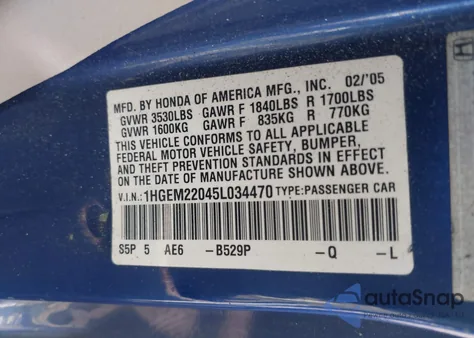 MFD. BY HONDA OF AMERICA MFG., INC. 02/'05
GVWR 3530LBS GAWR F 1840LBS R 1700LBS
GVWR 1600KG GAWR F 835KG R 770KG
THIS VEHICLE CONFORMS TO ALL APPLICABLE
FEDERAL MOTOR VEHICLE SAFETY, BUMPER,
AND THEFT PREVENTION STANDARDS IN EFFECT
ON THE DATE OF MANUFACTURE SHOWN ABOVE.
V.I.N.: 1HGEM22045L034470 TYPE: PASSENGER CAR
S5P 5 AE6 -B529P -Q -L
autoSnap